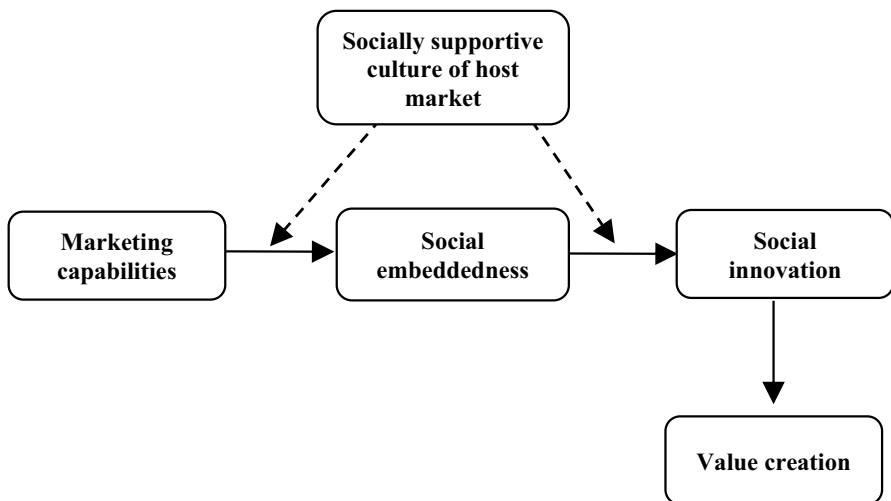 Socially supportive
culture of host
market
Marketing
capabilities
Social
embeddedness
Social
innovation
Value creation